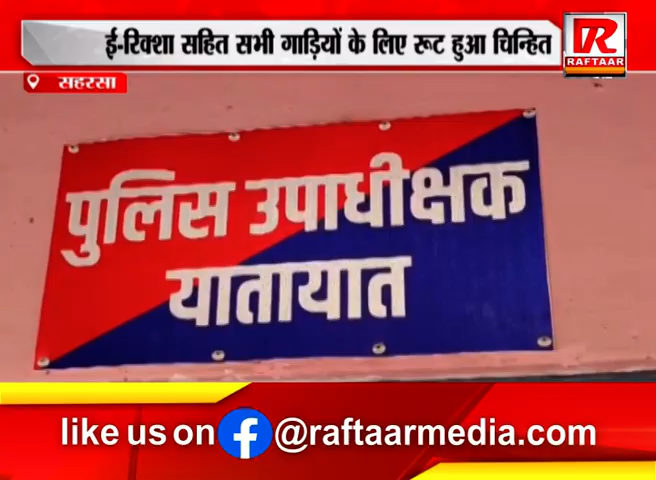 ई-रिक्शा सहित सभी गाड़ियों के लिए रूट हुआ चिन्हित
R
RAFTAAR
सहरसा
पुलिस उपाधीक्षक
यातायात
like us on f @raftaarmedia.com